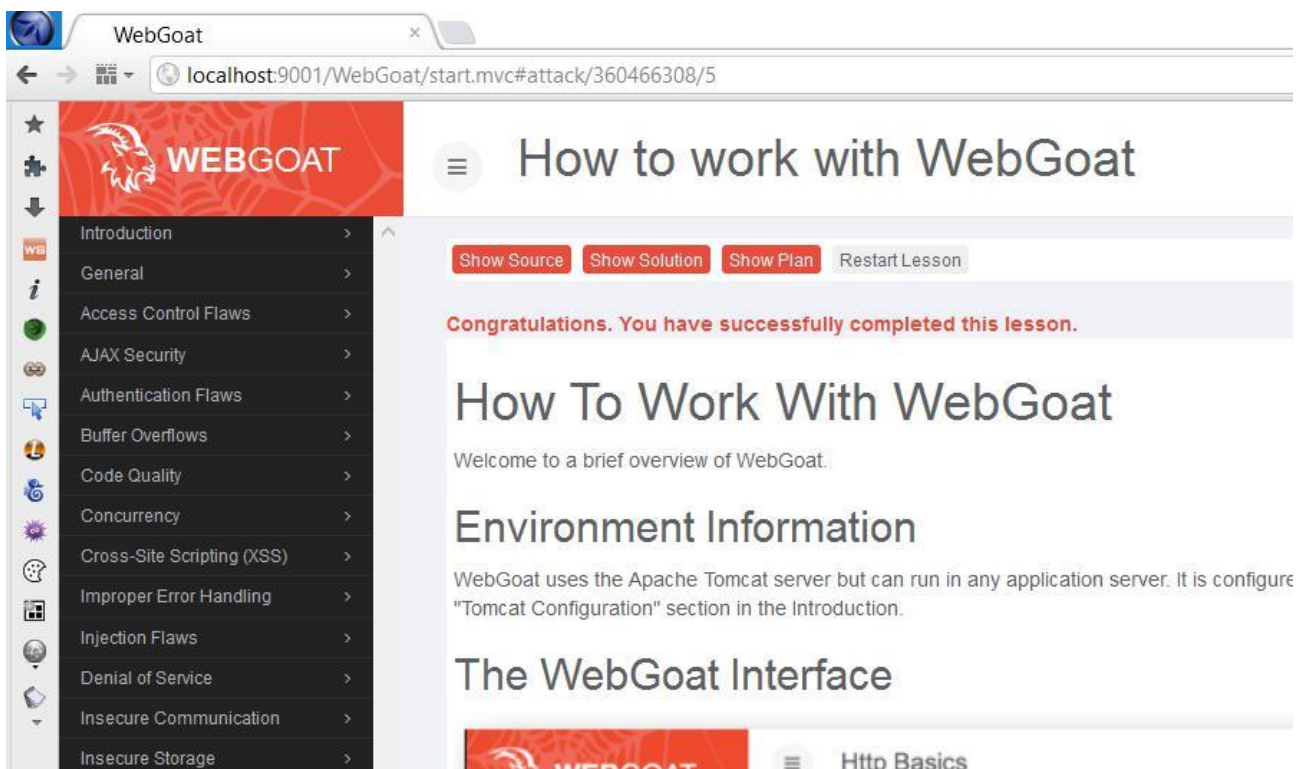 WebGoat
localhost:9001/WebGoat/start.mvc#attack/360466308/5
WEBGOAT
How to work with WebGoat
Introduction
General
Access Control Flaws
AJAX Security
Authentication Flaws
Buffer Overflows
Code Quality
Concurrency
Cross-Site Scripting (XSS)
Improper Error Handling
Injection Flaws
Denial of Service
Insecure Communication
Insecure Storage
Show Source Show Solution Show Plan Restart Lesson
Congratulations. You have successfully completed this lesson.
How To Work With WebGoat
Welcome to a brief overview of WebGoat.
Environment Information
WebGoat uses the Apache Tomcat server but can run in any application server. It is configure
"Tomcat Configuration" section in the Introduction.
The WebGoat Interface
WEBGOAT
Http Basics
WS